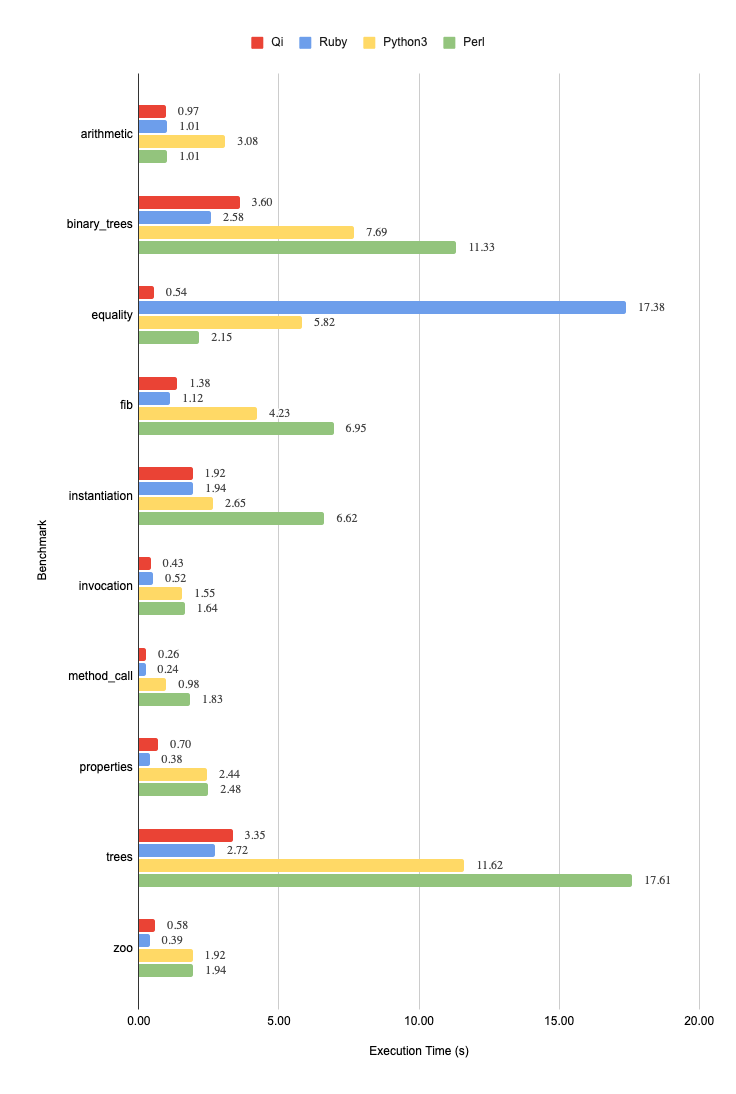 Qi Ruby Python3 Perl
arithmetic
0.97
1.01
3.08
1.01
binary_trees
3.60
2.58
7.69
11.33
equality
0.54
17.38
5.82
2.15
fib
1.38
1.12
4.23
6.95
instantiation
1.92
1.94
2.65
6.62
Benchmark
invocation
0.43
0.52
1.55
1.64
method_call
0.26
0.24
0.98
1.83
properties
0.70
0.38
2.44
2.48
trees
3.35
2.72
11.62
17.61
zoo
0.58
0.39
1.92
1.94
0.00 5.00 10.00 15.00 20.00
Execution Time (s)